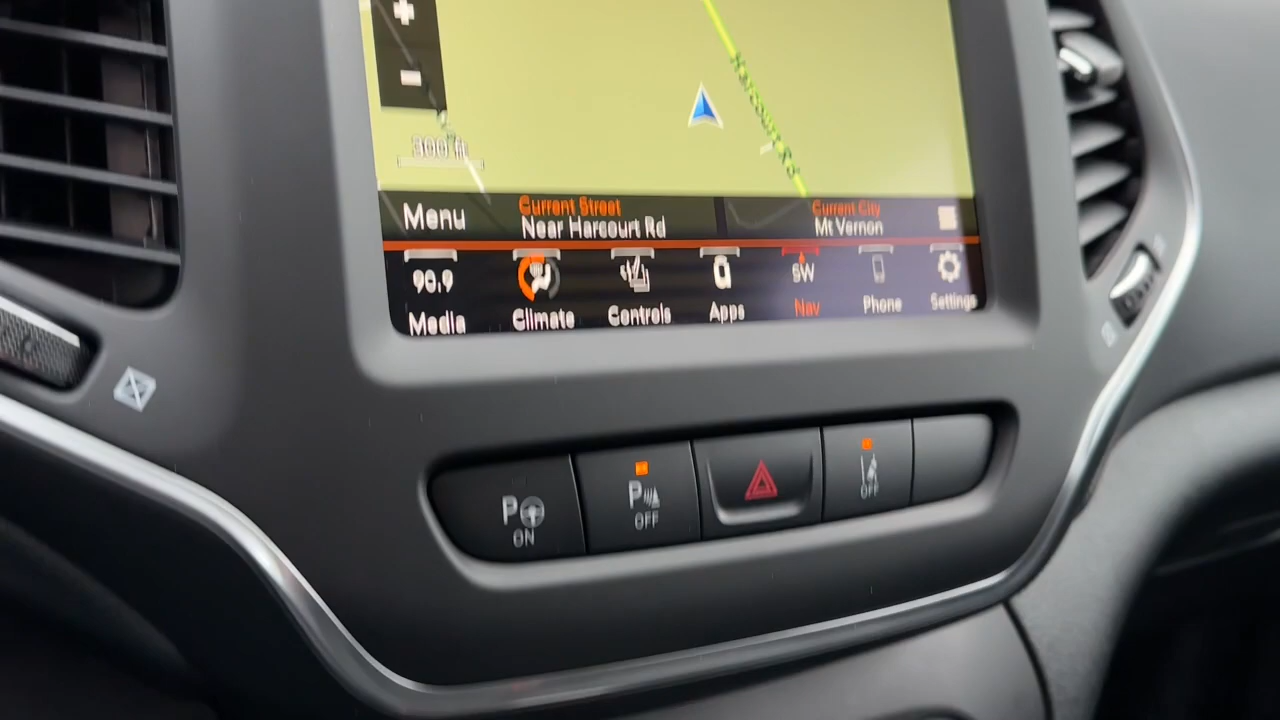 300 ft
Menu
Current Street
Near Harcourt Rd
Current City
Mt Vernon
90.9
SW
Media
Climate
Controls
Apps
Nav
Phone
Settings
P
ON
P
OFF
OFF